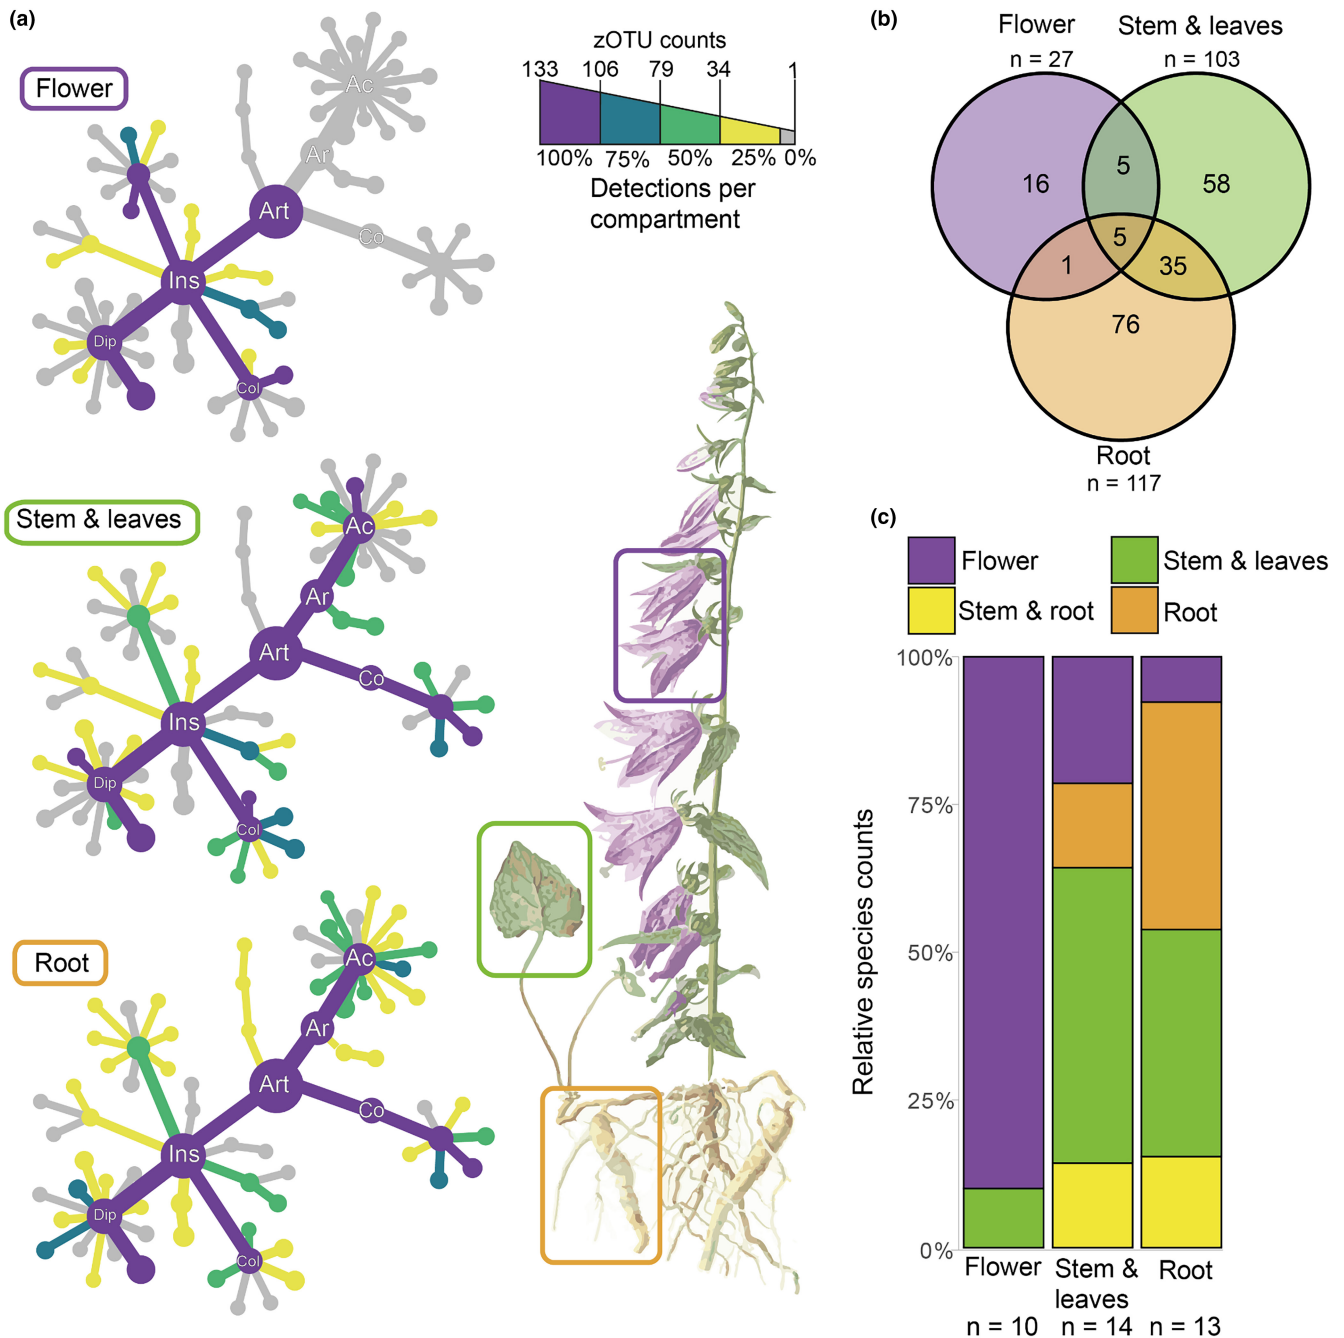 (a)
Flower
Ac
Ar
Art
Co
Ins
Dip
Col
zOTU counts
133 106 79 34 1
100% 75% 50% 25% 0%
Detections per
compartment
Stem & leaves
Ac
Ar
Art
Co
Ins
Dip
Col
Root
Ac
Ar
Art
Co
Ins
Dip
Col
(b)
Flower
n = 27
Stem & leaves
n = 103
16
5
58
5
1
35
76
Root
n = 117
(c)
Flower
Stem & leaves
Stem & root
Root
Relative species counts
100%
75%
50%
25%
0%
Flower
n = 10
Stem &
leaves
n = 14
Root
n = 13